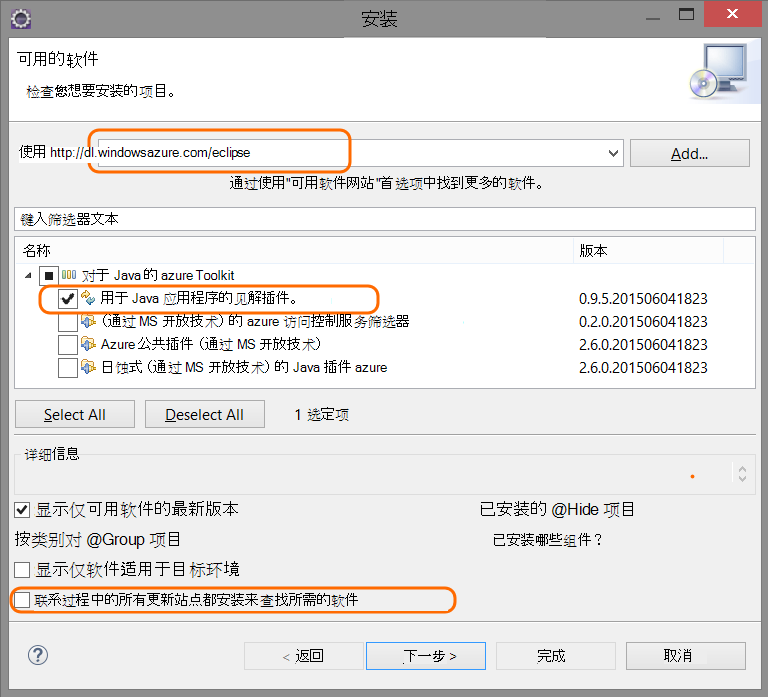 安装
可用的软件
检查您想要安装的项目。
使用 http://dl.windowsazure.com/eclipse
Add...
通过使用"可用软件网站"首选项中找到更多的软件。
键入筛选器文本
名称 版本
对于 Java 的 azure Toolkit
用于 Java 应用程序的见解插件。 0.9.5.201506041823
(通过 MS 开放技术) 的 azure 访问控制服务筛选器 0.2.0.201506041823
Azure 公共插件 (通过 MS 开放技术) 2.6.0.201506041823
日蚀式 (通过 MS 开放技术) 的 Java 插件 azure 2.6.0.201506041823
Select All Deselect All 1 选定项
详细信息
显示仅可用软件的最新版本 已安装的 @Hide 项目
按类别对 @Group 项目 已安装哪些组件？
显示仅软件适用于目标环境
联系过程中的所有更新站点都安装来查找所需的软件
? < 返回 下一步 > 完成 取消